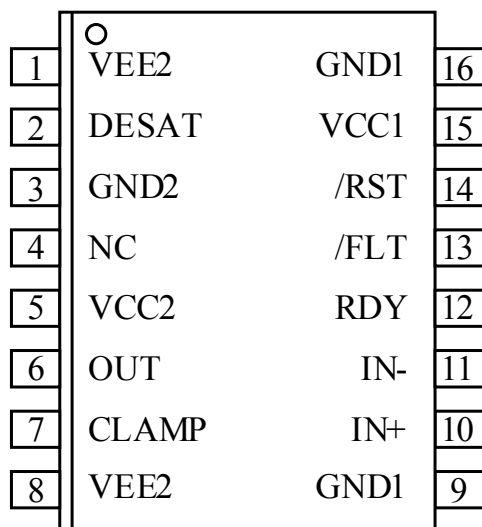 1 VEE2 GND1 16
2 DESAT VCC1 15
3 GND2 /RST 14
4 NC /FLT 13
5 VCC2 RDY 12
6 OUT IN- 11
7 CLAMP IN+ 10
8 VEE2 GND1 9